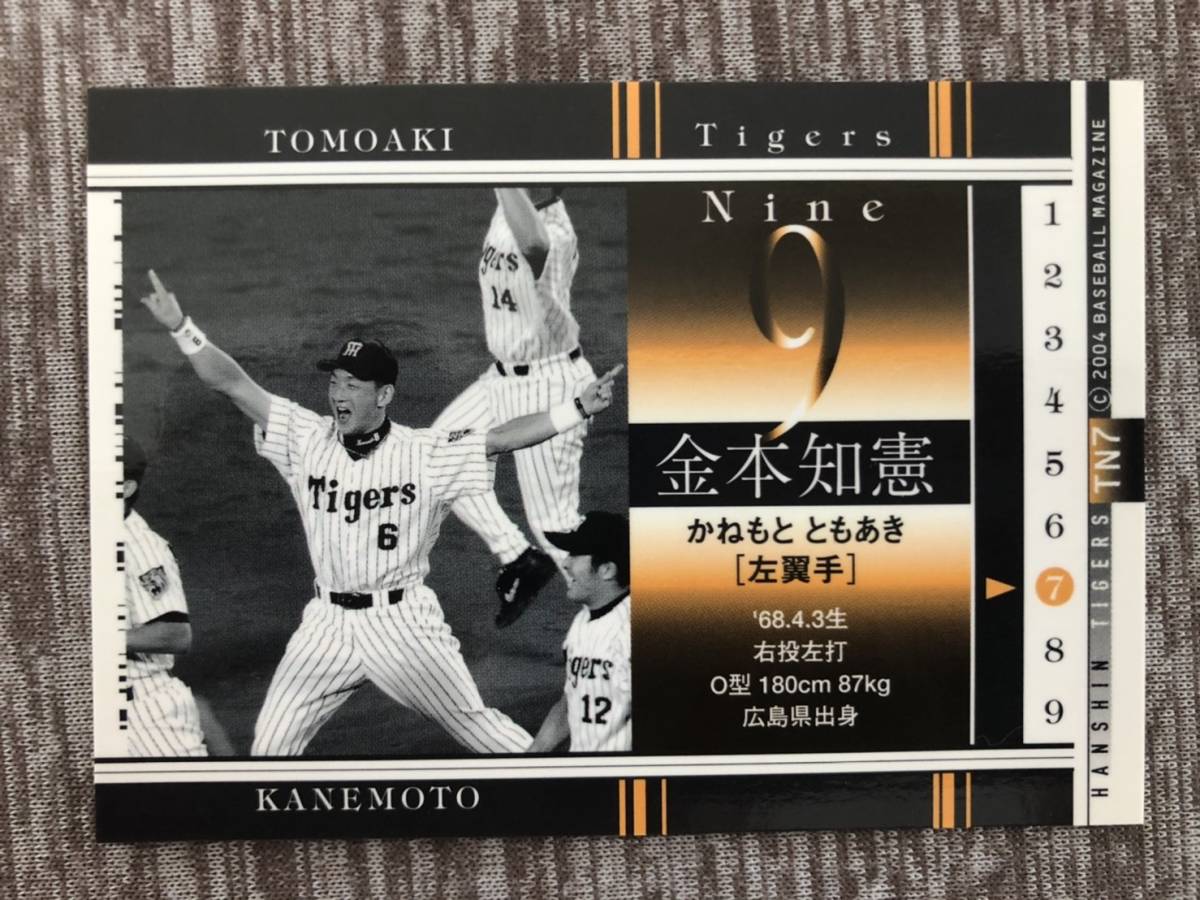 TOMOAKI
Tigers
Nine
9
金本知憲
かねもと ともあき
[左翼手]
'68.4.3生
右投左打
O型 180cm 87kg
広島県出身
KANEMOTO
1
2
3
4
5
6
7
8
9
HANSHIN TIGERS TN7 © 2004 BASEBALL MAGAZINE
Tigers
6
gers
14
gers
12